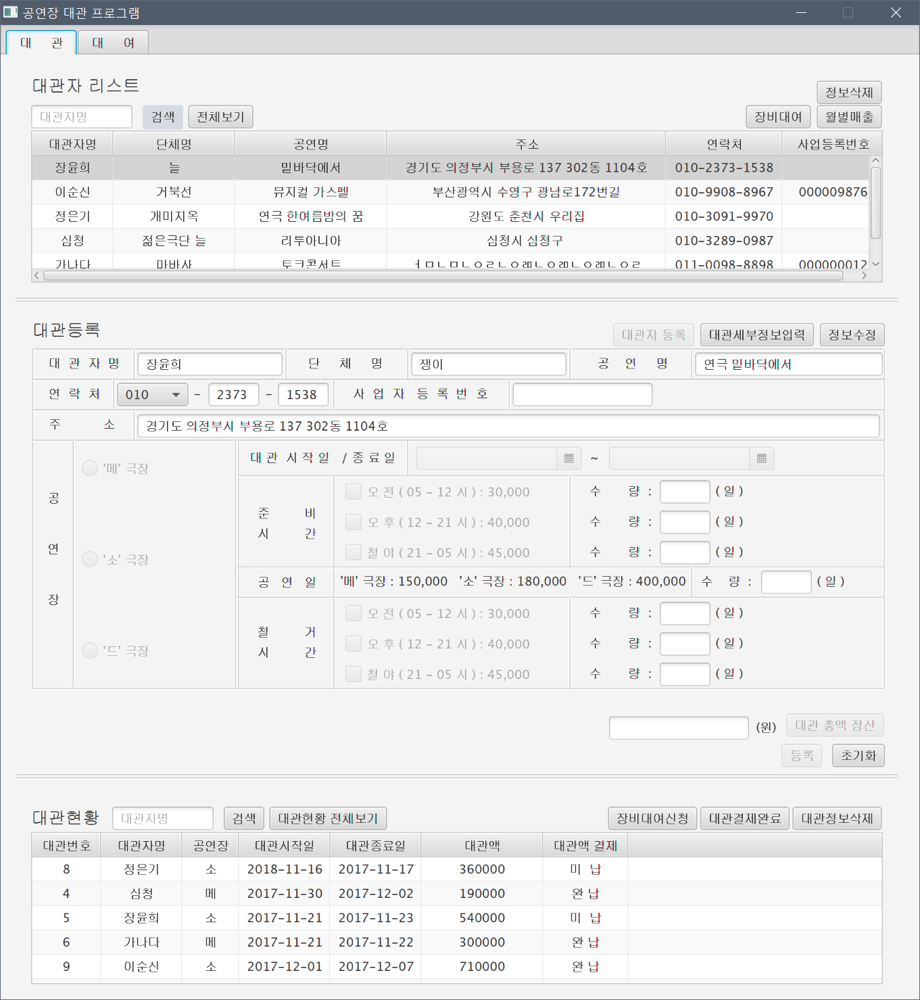 공연장 대관 프로그램
대 관 대 여
대관자 리스트
정보삭제
대관자명 검색 전체보기 장비대여 월별매출
대관자명 단체명 공연명 주소 연락처 사업등록번호
장윤희 늘 밑바닥에서 경기도 의정부시 부용로 137 302동 1104호 010-2373-1538
이순신 거북선 뮤지컬 가스펠 부산광역시 수영구 광남로172번길 010-9908-8967 000009876
정은기 개미지옥 연극 한여름밤의 꿈 강원도 춘천시 우리집 010-3091-9970
심청 젊은극단 늘 리투아니아 심청시 심청구 010-3289-0987
가나다 마바사 토크콘서트 011-0098-8898 000000012
대관등록 대관자 등록 대관세부정보입력 정보수정
대 관 자 명 장윤희 단 체 명 쟁이 공 연 명 연극 밑바닥에서
연 락 처 010 - 2373 - 1538 사 업 자 등 록 번 호
주 소 경기도 의정부시 부용로 137 302동 1104호
공 연 장
'메' 극장
'소' 극장
'드' 극장
대 관 시 작 일 / 종 료 일 ~
준 비 시 간
오 전 ( 05 - 12 시 ) : 30,000 수 량 : ( 일 )
오 후 ( 12 - 21 시 ) : 40,000 수 량 : ( 일 )
철 야 ( 21 - 05 시 ) : 45,000 수 량 : ( 일 )
공 연 일 '메' 극장 : 150,000 '소' 극장 : 180,000 '드' 극장 : 400,000 수 량 : ( 일 )
철 거 시 간
오 전 ( 05 - 12 시 ) : 30,000 수 량 : ( 일 )
오 후 ( 12 - 21 시 ) : 40,000 수 량 : ( 일 )
철 야 ( 21 - 05 시 ) : 45,000 수 량 : ( 일 )
(원) 대관 총액 정산
등록 초기화
대관현황 대관자명 검색 대관현황 전체보기 장비대여신청 대관결제완료 대관정보삭제
대관번호 대관자명 공연장 대관시작일 대관종료일 대관액 대관액 결제
8 정은기 소 2018-11-16 2017-11-17 360000 미 납
4 심청 메 2017-11-30 2017-12-02 190000 완 납
5 장윤희 소 2017-11-21 2017-11-23 540000 미 납
6 가나다 메 2017-11-21 2017-11-22 300000 완 납
9 이순신 소 2017-12-01 2017-12-07 710000 완 납